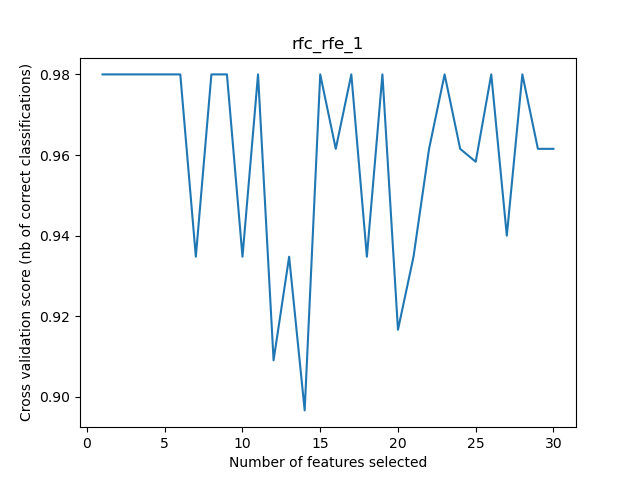 rfc_rfe_1
Cross validation score (nb of correct classifications)
0.98
0.96
0.94
0.92
0.90
0 5 10 15 20 25 30
Number of features selected